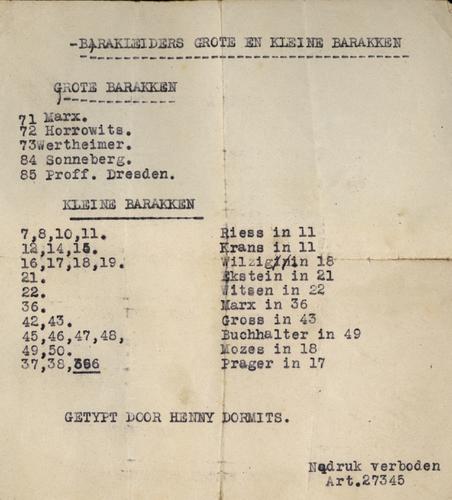 -BARAKLEIDERS GROTE EN KLEINE BARAKKEN
GROTE BARAKKEN
71 Marx.
72 Horrowits.
73Wertheimer.
84 Sonneberg.
85 Proff. Dresden.
KLEINE BARAKKEN
7,8,10,11. Riess in 11
12,14,15. Krans in 11
16,17,18,19. Wilzig in 18
21. Ekstein in 21
22. Witsen in 22
36. Marx in 36
42,43. Gross in 43
45,46,47,48, Buchhalter in 49
49,50. Mozes in 18
37,38, Prager in 17
GETYPT DOOR HENNY DORMITS.
Nadruk verboden
Art.27345